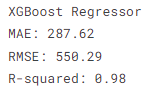 XGBoost Regressor
MAE: 287.62
RMSE: 550.29
R-squared: 0.98